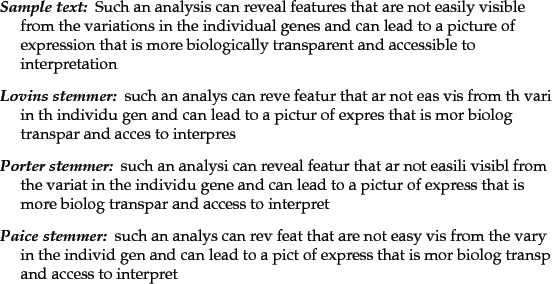 Sample text: Such an analysis can reveal features that are not easily visible
from the variations in the individual genes and can lead to a picture of
expression that is more biologically transparent and accessible to
interpretation
Lovins stemmer: such an analys can reve featur that ar not eas vis from th vari
in th individu gen and can lead to a pictur of expres that is mor biolog
transpar and acces to interpres
Porter stemmer: such an analysi can reveal featur that ar not easili visibl from
the variat in the individu gene and can lead to a pictur of express that is
more biolog transpar and access to interpret
Paice stemmer: such an analys can rev feat that are not easy vis from the vary
in the individ gen and can lead to a pict of express that is mor biolog transp
and access to interpret